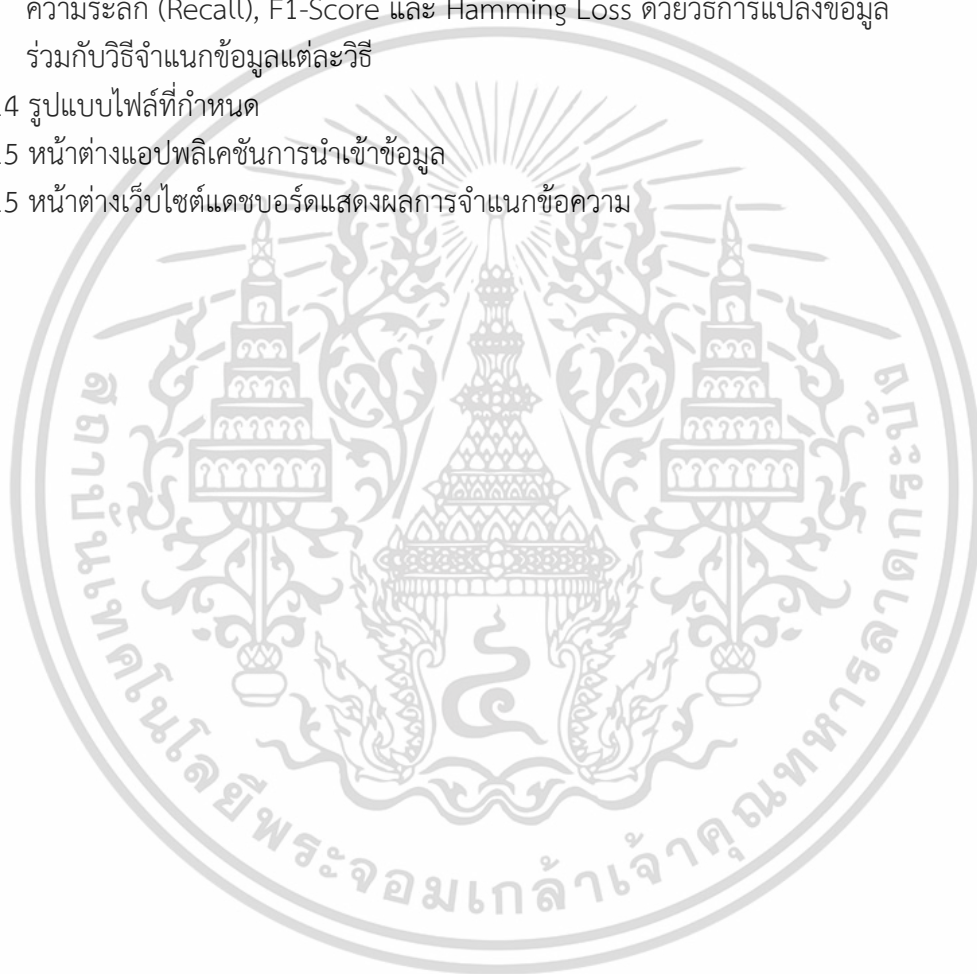 ความระลึก (Recall), F1-Score และ Hamming Loss ด้วยวิธีการแปลงข้อมูล
ร่วมกับวิธีจำแนกข้อมูลแต่ละวิธี
4 รูปแบบไฟล์ที่กำหนด
5 หน้าต่างแอปพลิเคชันการนำเข้าข้อมูล
5 หน้าต่างเว็บไซต์แดชบอร์ดแสดงผลการจำแนกข้อความ
สถาบันเทคโนโลยีพระจอมเกล้าเจ้าคุณทหารลาดกระบัง